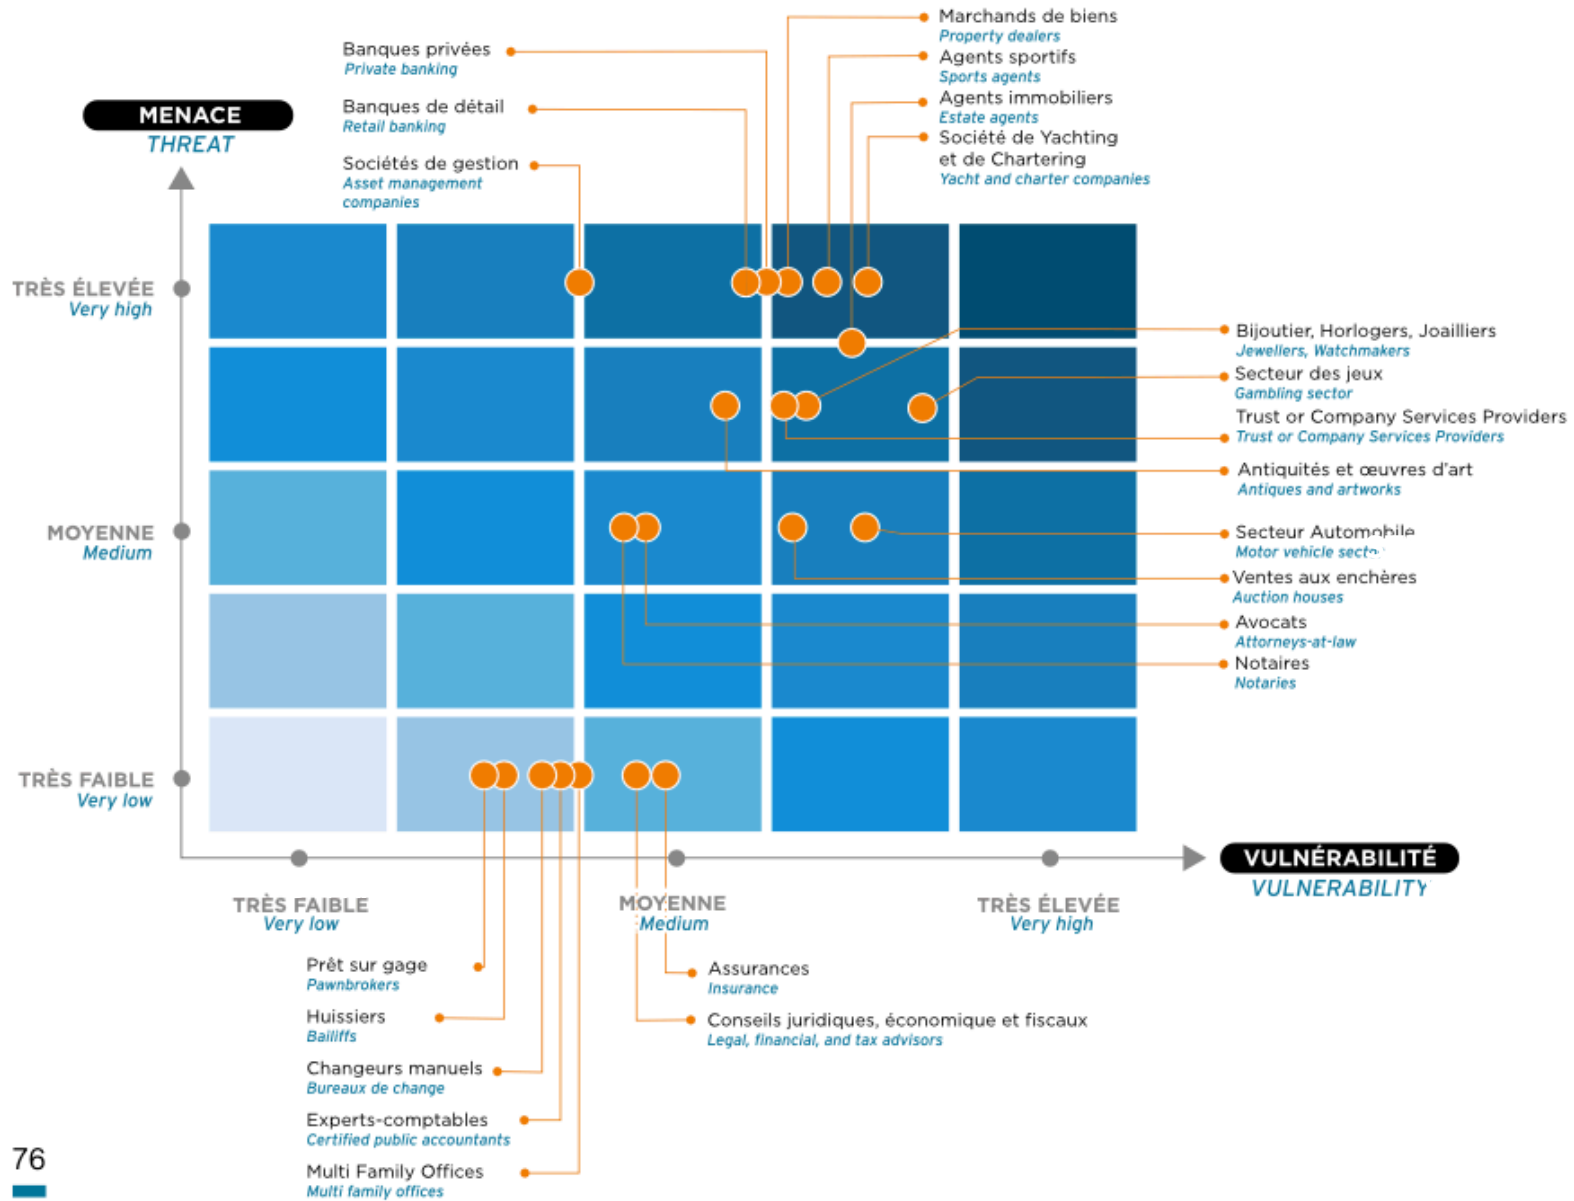 Marchands de biens
Property dealers
Agents sportifs
Sports agents
Agents immobiliers
Estate agents
Société de Yachting
et de Chartering
Yacht and charter companies
Banques privées
Private banking
Banques de détail
Retail banking
Sociétés de gestion
Asset management
companies
MENACE
THREAT
TRÈS ÉLEVÉE
Very high
MOYENNE
Medium
TRÈS FAIBLE
Very low
Bijoutier, Horlogers, Joailliers
Jewellers, Watchmakers
Secteur des jeux
Gambling sector
Trust or Company Services Providers
Trust or Company Services Providers
Antiquités et œuvres d'art
Antiques and artworks
Secteur Automobile
Motor vehicle sector
Ventes aux enchères
Auction houses
Avocats
Attorneys-at-law
Notaires
Notaries
VULNÉRABILITÉ
VULNERABILITY
TRÈS FAIBLE
Very low
MOYENNE
Medium
TRÈS ÉLEVÉE
Very high
Prêt sur gage
Pawnbrokers
Huissiers
Bailiffs
Changeurs manuels
Bureaux de change
Experts-comptables
Certified public accountants
Multi Family Offices
Multi family offices
Assurances
Insurance
Conseils juridiques, économique et fiscaux
Legal, financial, and tax advisors
76